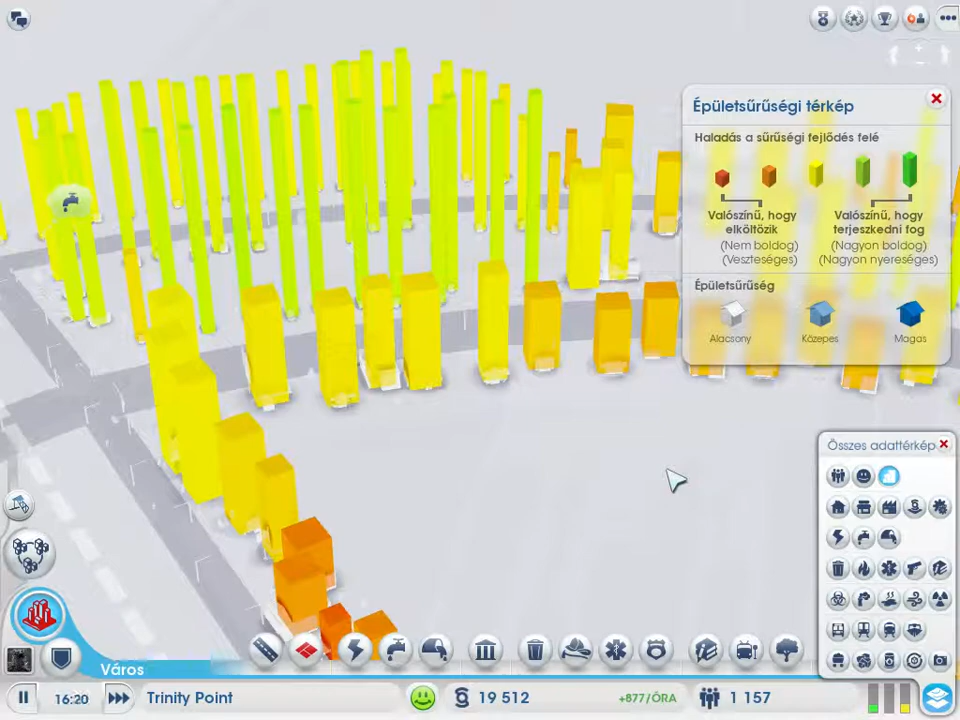 Épületsűrűségi térkép
Haladás a sűrűségi fejlődés felé
Valószínű, hogy elköltözik
(Nem boldog)
(Veszteséges)
Valószínű, hogy terjeszkedni fog
(Nagyon boldog)
(Nagyon nyereséges)
Épületsűrűség
Alacsony
Közepes
Magas
Összes adattérkép
Város
16:20
Trinity Point
19 512
+877/ÓRA
1 157